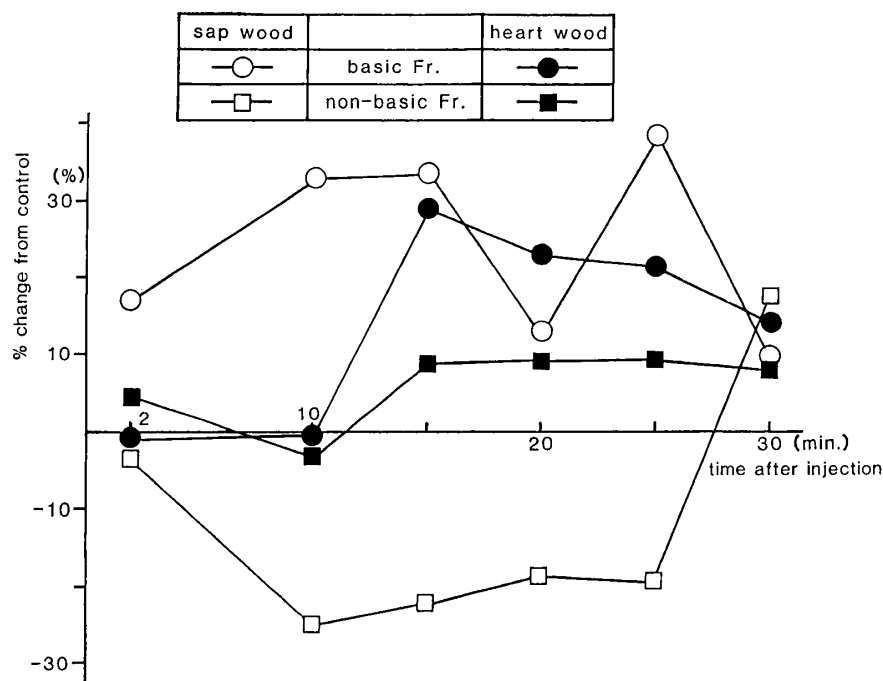 sap wood heart wood
basic Fr.
non-basic Fr.
% change from control
(%)
30
10
2
10
20
30 (min.)
time after injection
-10
-30